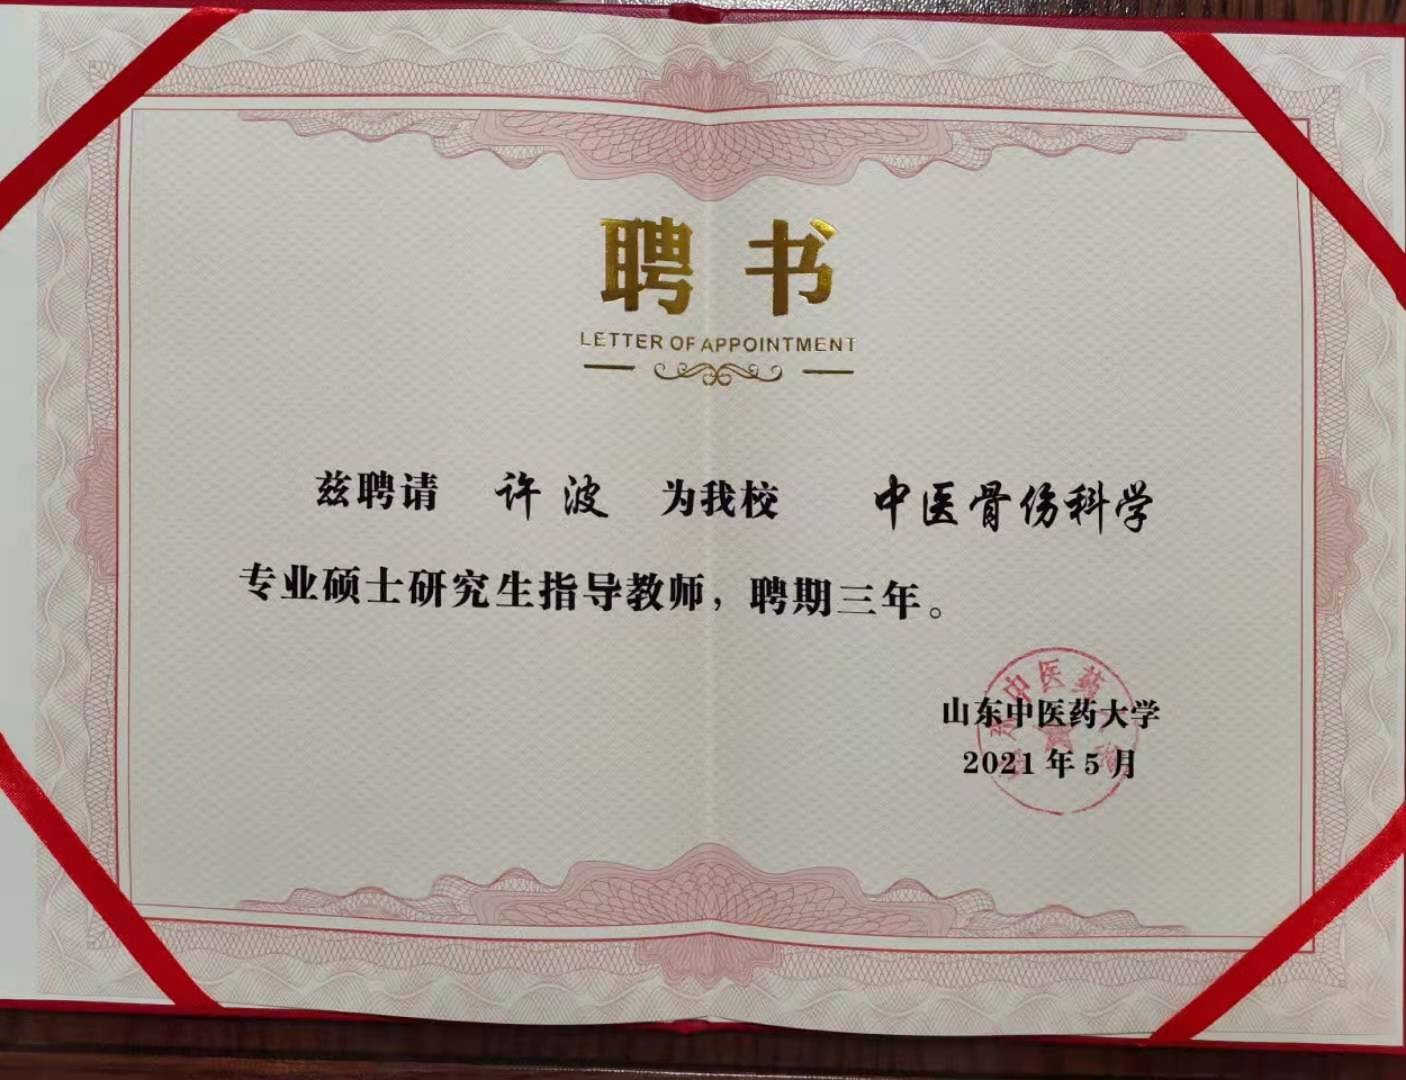 聘书
LETTER OF APPOINTMENT
兹聘请 许波 为我校 中医骨伤科学
专业硕士研究生指导教师，聘期三年。
山东中医药大学
2021年5月